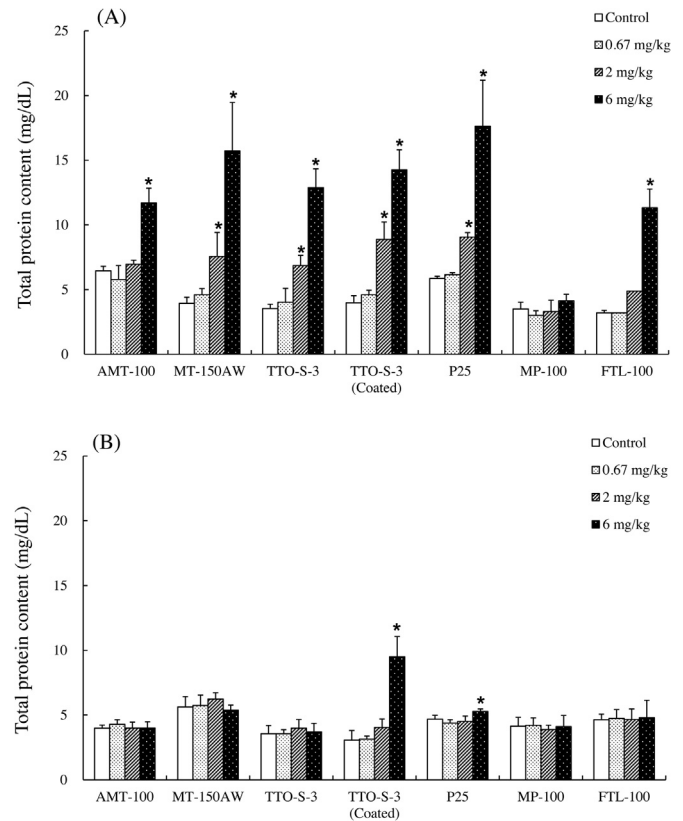 (A)
Total protein content (mg/dL)
25
20
15
10
5
0
Control
0.67 mg/kg
2 mg/kg
6 mg/kg
*
*
*
*
*
*
*
*
*
*
AMT-100
MT-150AW
TTO-S-3
TTO-S-3
(Coated)
P25
MP-100
FTL-100
(B)
Total protein content (mg/dL)
25
20
15
10
5
0
Control
0.67 mg/kg
2 mg/kg
6 mg/kg
*
*
AMT-100
MT-150AW
TTO-S-3
TTO-S-3
(Coated)
P25
MP-100
FTL-100